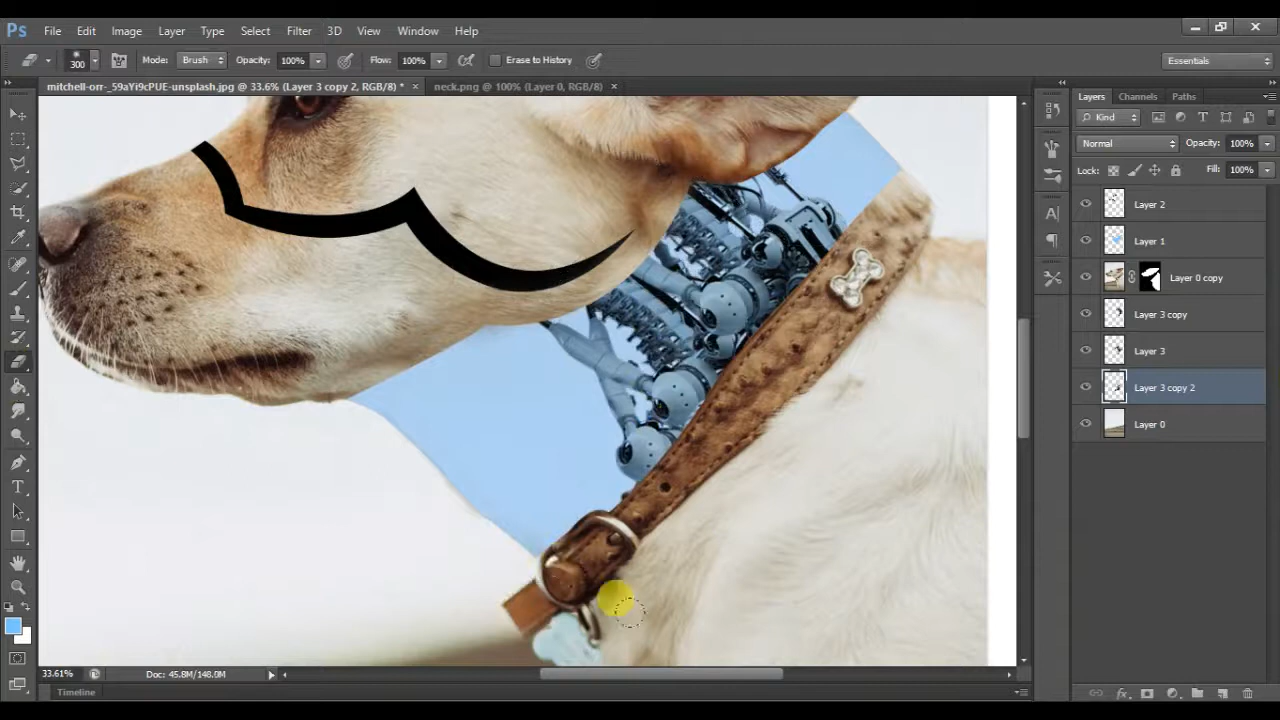 Ps File Edit Image Layer Type Select Filter 3D View Window Help
300 Mode: Brush Opacity: 100% Flow: 100% Erase to History Essentials
mitchell-orr-_59aYi9cPUE-unsplash.jpg @ 33.6% (Layer 3 copy 2, RGB/8) * × neck.png @ 100% (Layer 0, RGB/8) ×
Layers Channels Paths
Kind
Normal Opacity: 100%
Lock: Fill: 100%
Layer 2
Layer 1
Layer 0 copy
Layer 3 copy
Layer 3
Layer 3 copy 2
Layer 0
33.61% Doc: 45.8M/148.0M
Timeline